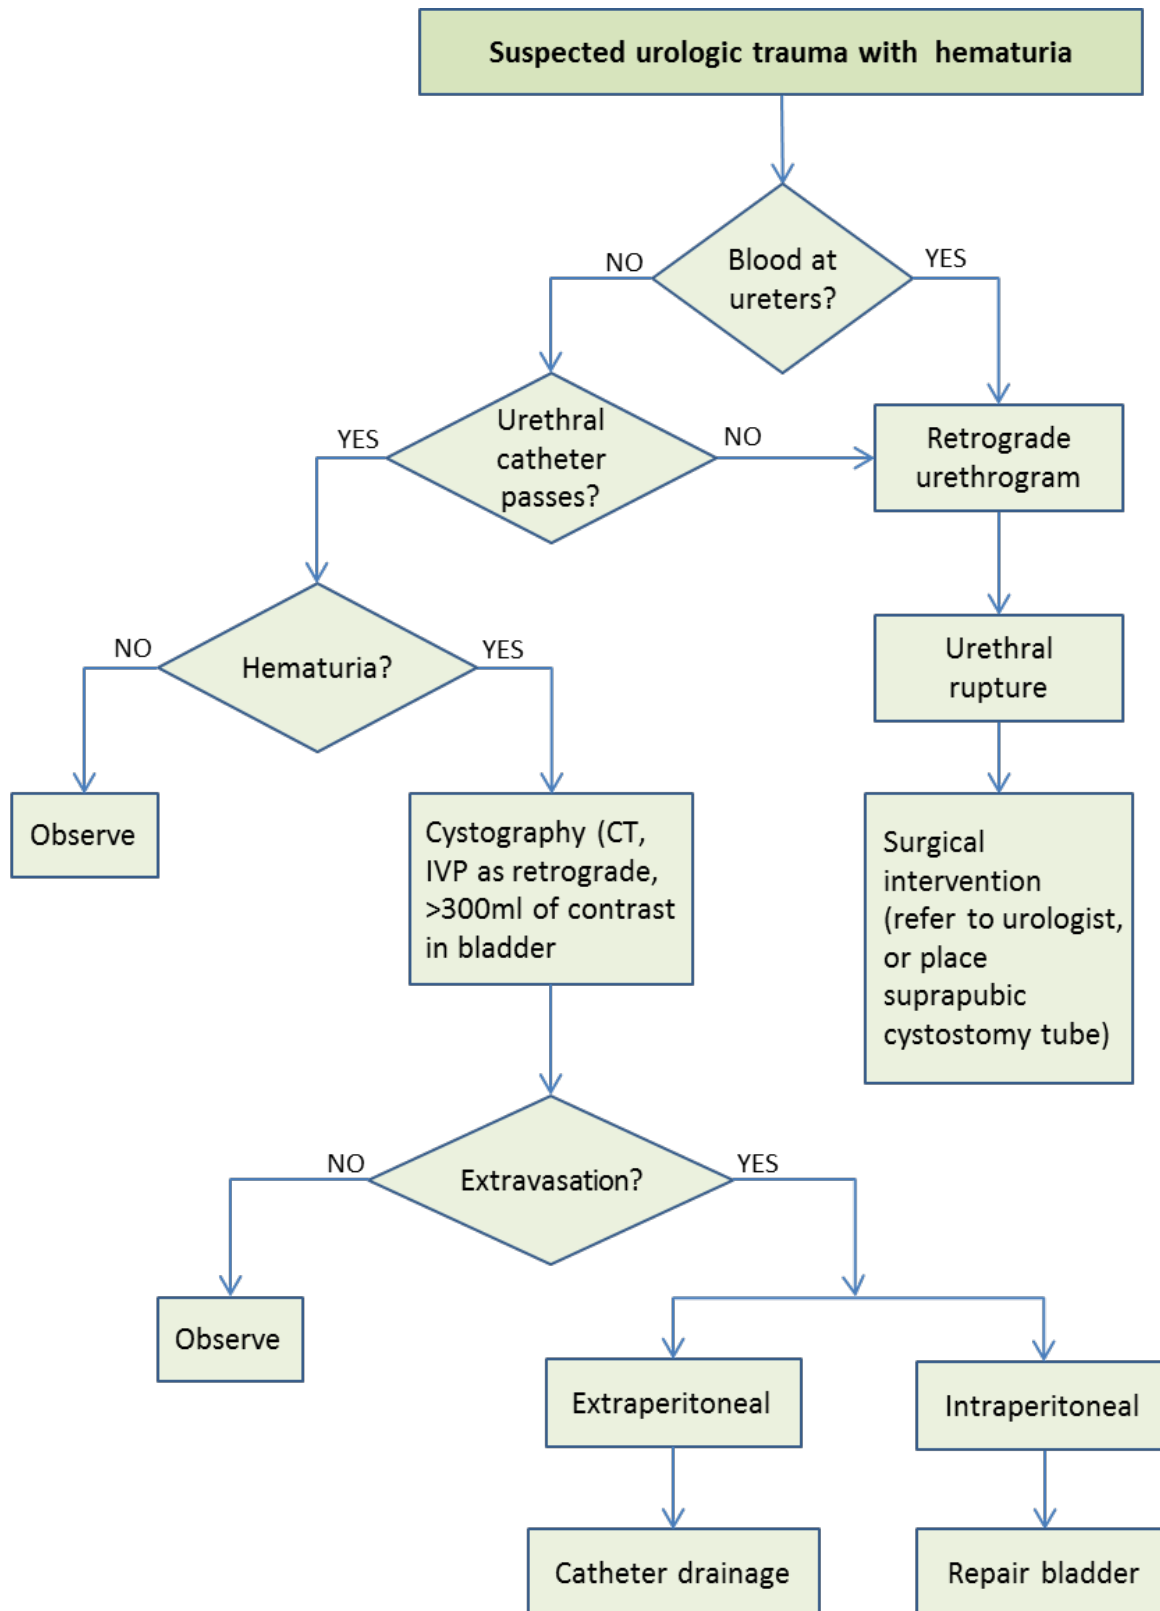 Suspected urologic trauma with hematuria
Blood at
ureters?
NO
YES
Urethral
catheter
passes?
YES
NO
Retrograde
urethrogram
Hematuria?
NO
YES
Urethral
rupture
Observe
Cystography (CT,
IVP as retrograde,
>300ml of contrast
in bladder
Surgical
intervention
(refer to urologist,
or place
suprapubic
cystostomy tube)
Extravasation?
NO
YES
Observe
Extraperitoneal
Intraperitoneal
Catheter drainage
Repair bladder